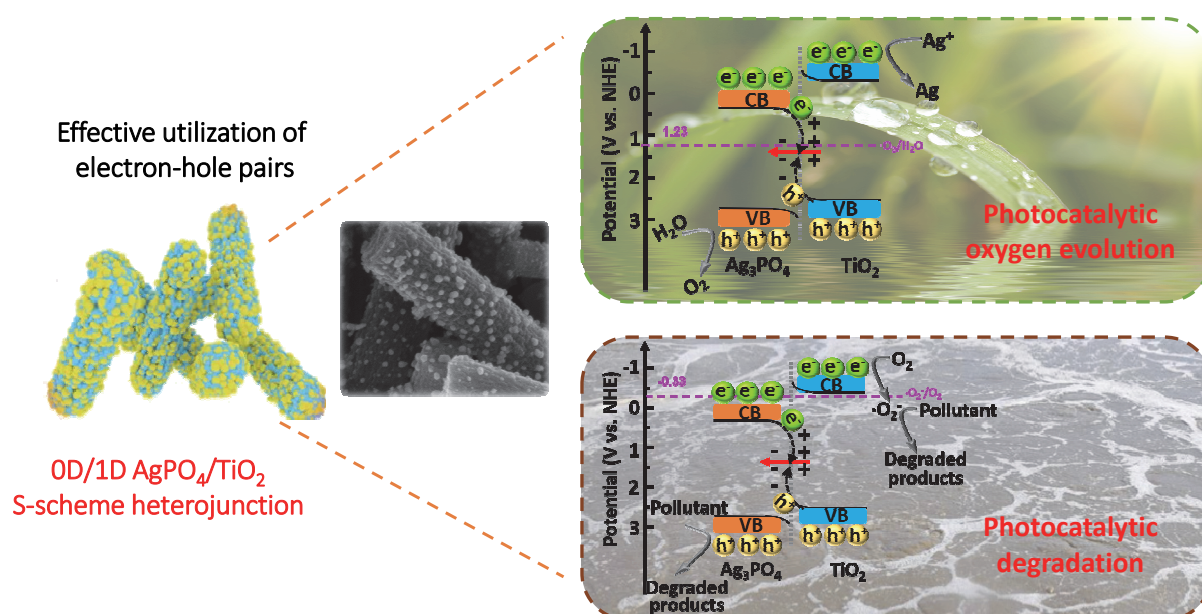 Effective utilization of
electron-hole pairs
0D/1D AgPO₄/TiO₂
S-scheme heterojunction
Potential (V vs. NHE)
-1
0
1
2
3
e⁻ e⁻ e⁻
CB
e⁻ e⁻ e⁻
CB
Ag⁺
Ag
e⁻
+
+
+
+
1.23
O₂/H₂O
-
-
-
h⁺
VB
VB
h⁺ h⁺ h⁺
h⁺ h⁺ h⁺
H₂O
O₂
Ag₃PO₄
TiO₂
Photocatalytic
oxygen evolution
Potential (V vs. NHE)
-1
0
1
2
3
-0.33
e⁻ e⁻ e⁻
CB
e⁻ e⁻ e⁻
CB
O₂
·O₂⁻/O₂
·O₂⁻
Pollutant
Degraded
products
e⁻
+
+
+
+
-
-
-
h⁺
Pollutant
VB
VB
h⁺ h⁺ h⁺
h⁺ h⁺ h⁺
Ag₃PO₄
TiO₂
Degraded
products
Photocatalytic
degradation